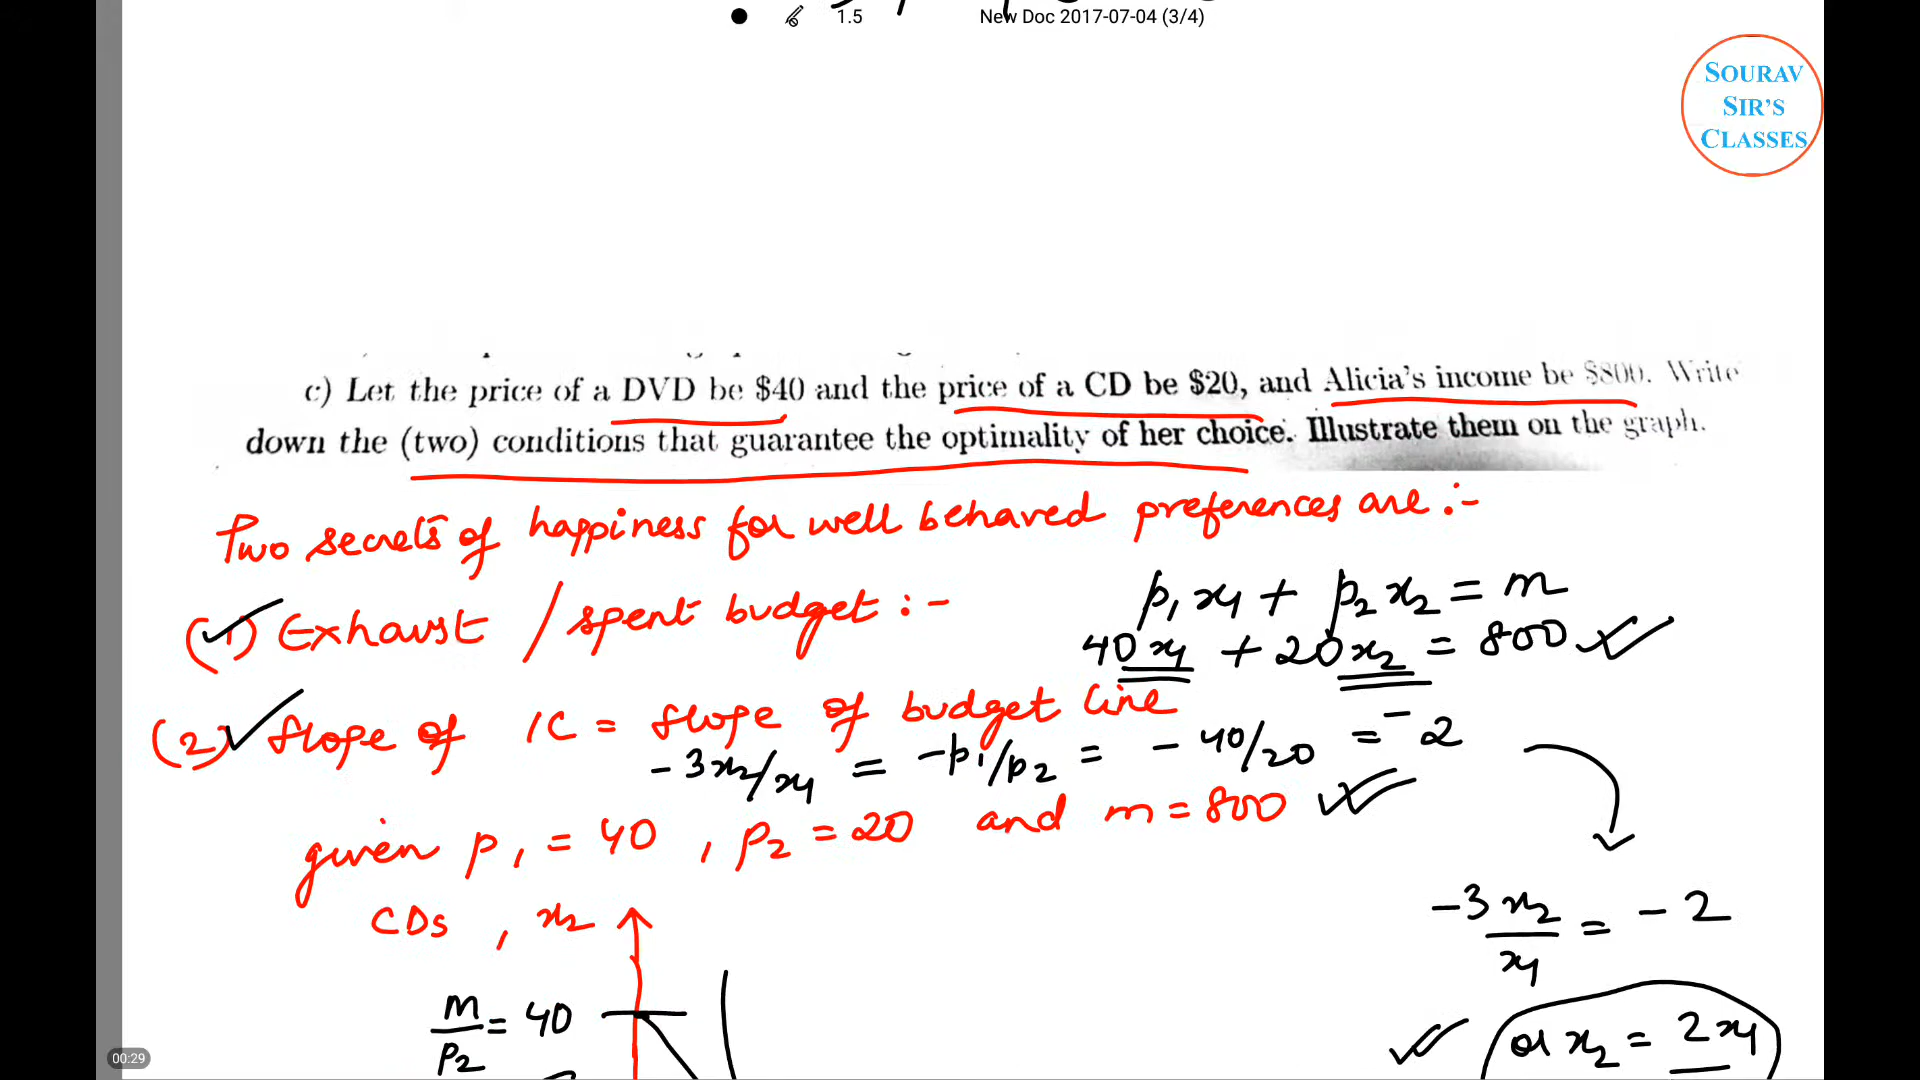 1.5 New Doc 2017-07-04 (3/4)
SOURAV
SIR'S
CLASSES
c) Let the price of a DVD be $40 and the price of a CD be $20, and Alicia's income be $800. Write
down the (two) conditions that guarantee the optimality of her choice. Illustrate them on the graph.
Two secrets of happiness for well behaved preferences are :-
(1) Exhaust / spent budget :-
p₁x₁ + p₂x₂ = m
40x₁ + 20x₂ = 800
(2) Slope of IC = slope of budget line
-3x₂/x₁ = -p₁/p₂ = -40/20 = -2
given p₁ = 40, p₂ = 20 and m = 800
-3x₂/x₁ = -2
CDs, x₂
m/p₂ = 40
or x₂ = 2x₁
00:29